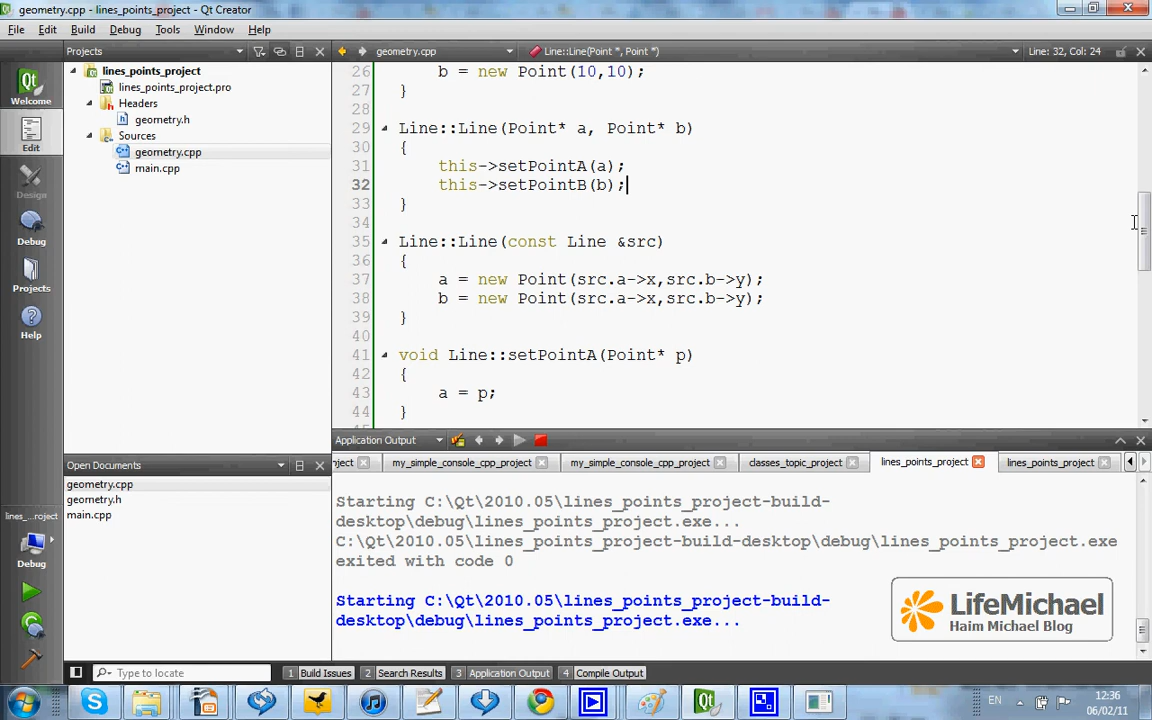 geometry.cpp - lines_points_project - Qt Creator
File Edit Build Debug Tools Window Help
Projects
geometry.cpp
Line::Line(Point *, Point *)
Line: 32, Col: 24
Welcome
Edit
Design
Debug
Projects
Help
lines_points_project
lines_points_project.pro
Headers
geometry.h
Sources
geometry.cpp
main.cpp
26 b = new Point(10,10);
27 }
28
29 Line::Line(Point* a, Point* b)
30 {
31 this->setPointA(a);
32 this->setPointB(b);
33 }
34
35 Line::Line(const Line &src)
36 {
37 a = new Point(src.a->x,src.b->y);
38 b = new Point(src.a->x,src.b->y);
39 }
40
41 void Line::setPointA(Point* p)
42 {
43 a = p;
44 }
Open Documents
geometry.cpp
geometry.h
main.cpp
lines_...roject
Debug
Application Output
ject
my_simple_console_cpp_project
my_simple_console_cpp_project
classes_topic_project
lines_points_project
lines_points_project
Starting C:\Qt\2010.05\lines_points_project-build-
desktop\debug\lines_points_project.exe...
C:\Qt\2010.05\lines_points_project-build-desktop\debug\lines_points_project.exe
exited with code 0
Starting C:\Qt\2010.05\lines_points_project-build-
desktop\debug\lines_points_project.exe...
LifeMichael
Haim Michael Blog
Type to locate
1 Build Issues
2 Search Results
3 Application Output
4 Compile Output
EN
12:36
06/02/11